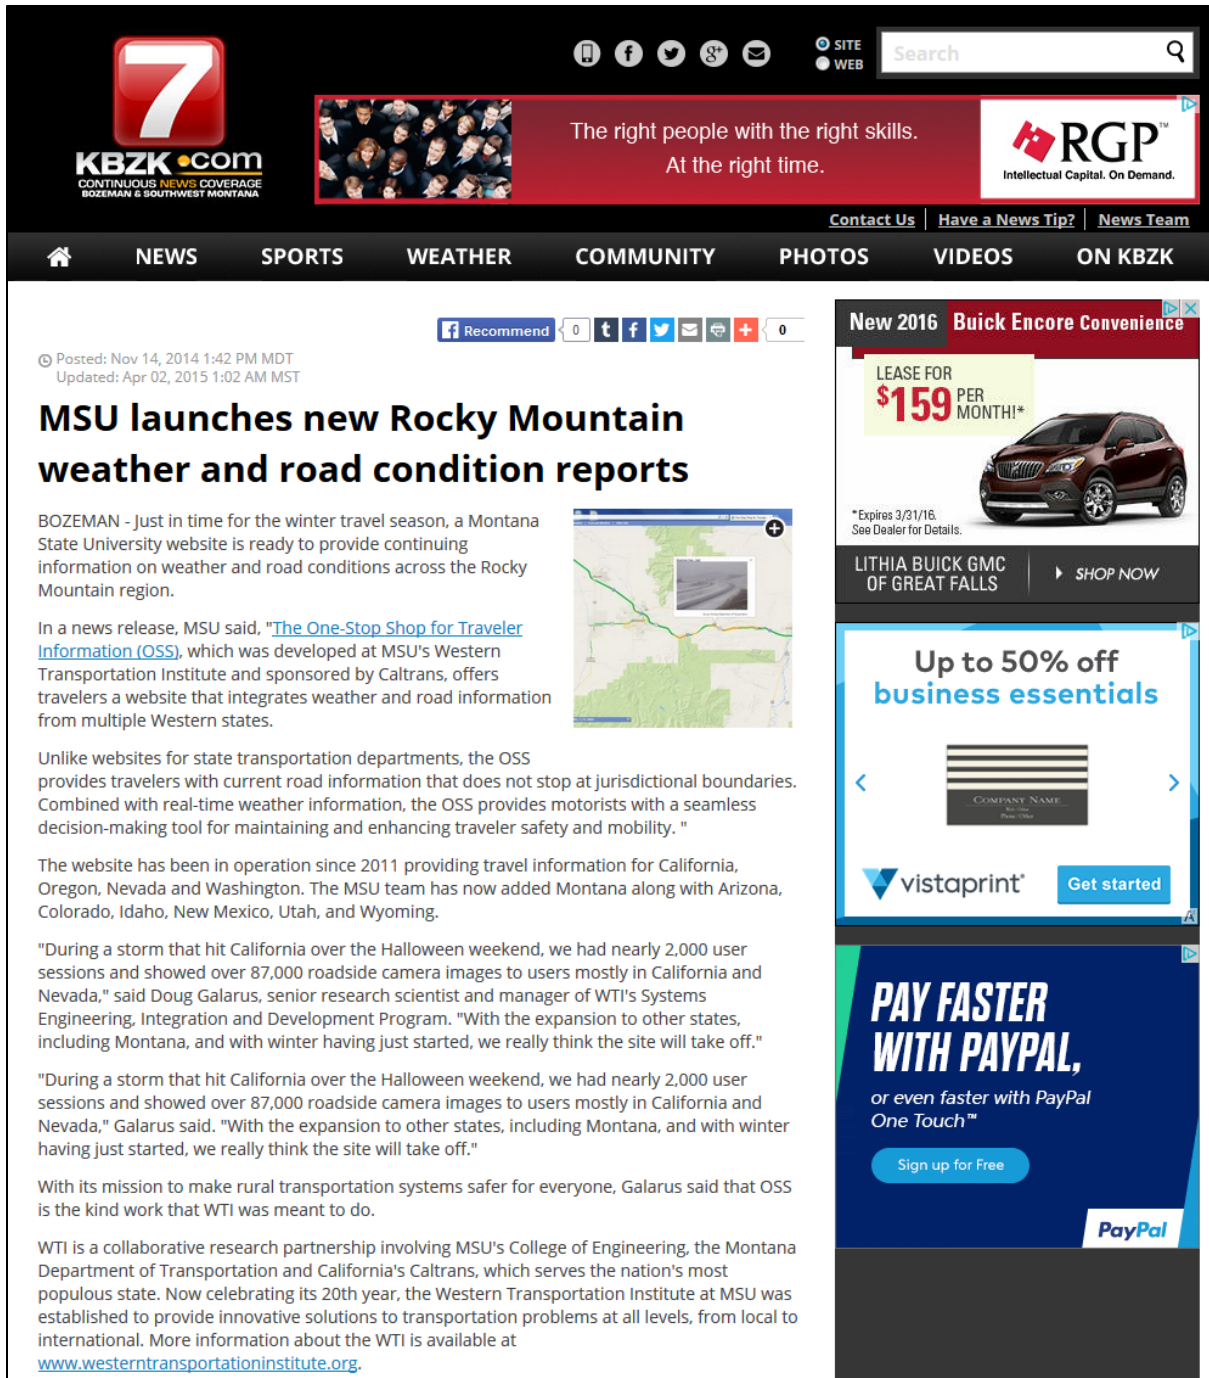 7
KBZK.com
CONTINUOUS NEWS COVERAGE
BOZEMAN & SOUTHWEST MONTANA
f
g+
SITE
WEB
Search
The right people with the right skills.
At the right time.
RGP™
Intellectual Capital. On Demand.
Contact Us | Have a News Tip? | News Team
NEWS SPORTS WEATHER COMMUNITY PHOTOS VIDEOS ON KBZK
f Recommend 0 t f + 0
Posted: Nov 14, 2014 1:42 PM MDT
Updated: Apr 02, 2015 1:02 AM MST
MSU launches new Rocky Mountain
weather and road condition reports
BOZEMAN - Just in time for the winter travel season, a Montana
State University website is ready to provide continuing
information on weather and road conditions across the Rocky
Mountain region.
In a news release, MSU said, "The One-Stop Shop for Traveler
Information (OSS), which was developed at MSU's Western
Transportation Institute and sponsored by Caltrans, offers
travelers a website that integrates weather and road information
from multiple Western states.
Unlike websites for state transportation departments, the OSS
provides travelers with current road information that does not stop at jurisdictional boundaries.
Combined with real-time weather information, the OSS provides motorists with a seamless
decision-making tool for maintaining and enhancing traveler safety and mobility. "
The website has been in operation since 2011 providing travel information for California,
Oregon, Nevada and Washington. The MSU team has now added Montana along with Arizona,
Colorado, Idaho, New Mexico, Utah, and Wyoming.
"During a storm that hit California over the Halloween weekend, we had nearly 2,000 user
sessions and showed over 87,000 roadside camera images to users mostly in California and
Nevada," said Doug Galarus, senior research scientist and manager of WTI's Systems
Engineering, Integration and Development Program. "With the expansion to other states,
including Montana, and with winter having just started, we really think the site will take off."
"During a storm that hit California over the Halloween weekend, we had nearly 2,000 user
sessions and showed over 87,000 roadside camera images to users mostly in California and
Nevada," Galarus said. "With the expansion to other states, including Montana, and with winter
having just started, we really think the site will take off."
With its mission to make rural transportation systems safer for everyone, Galarus said that OSS
is the kind work that WTI was meant to do.
WTI is a collaborative research partnership involving MSU's College of Engineering, the Montana
Department of Transportation and California's Caltrans, which serves the nation's most
populous state. Now celebrating its 20th year, the Western Transportation Institute at MSU was
established to provide innovative solutions to transportation problems at all levels, from local to
international. More information about the WTI is available at
www.westerntransportationinstitute.org.
New 2016 Buick Encore Convenience
LEASE FOR
$159 PER MONTH!*
*Expires 3/31/16.
See Dealer for Details.
LITHIA BUICK GMC
OF GREAT FALLS
SHOP NOW
Up to 50% off
business essentials
COMPANY NAME
vistaprint
Get started
PAY FASTER
WITH PAYPAL,
or even faster with PayPal
One Touch™
Sign up for Free
PayPal